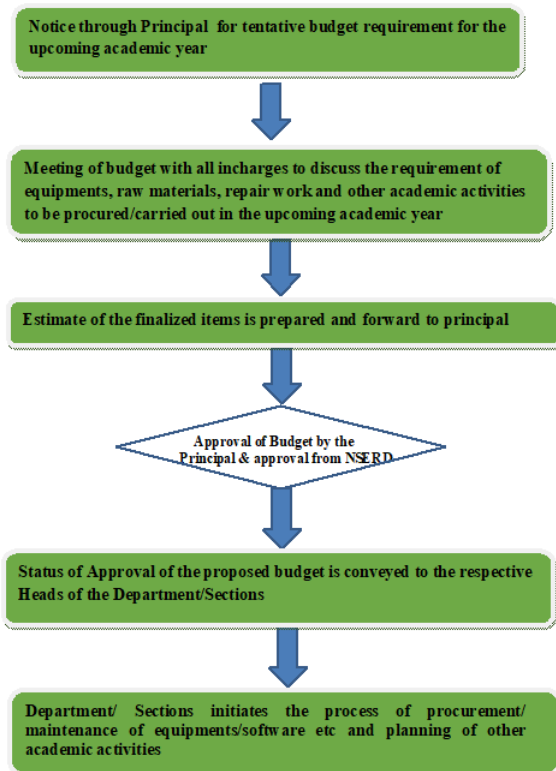 Notice through Principal for tentative budget requirement for the
upcoming academic year
Meeting of budget with all incharges to discuss the requirement of
equipments, raw materials, repair work and other academic activities
to be procured/carried out in the upcoming academic year
Estimate of the finalized items is prepared and forward to principal
Approval of Budget by the
Principal & approval from NSERD
Status of Approval of the proposed budget is conveyed to the respective
Heads of the Department/Sections
Department/ Sections initiates the process of procurement/
maintenance of equipments/software etc and planning of other
academic activities